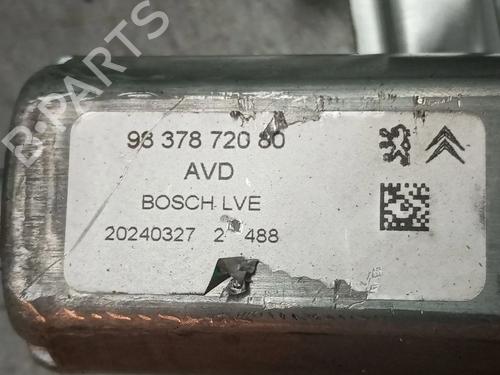 98 378 720 80
AVD
BOSCH LVE
20240327 2 488
B-PARTS